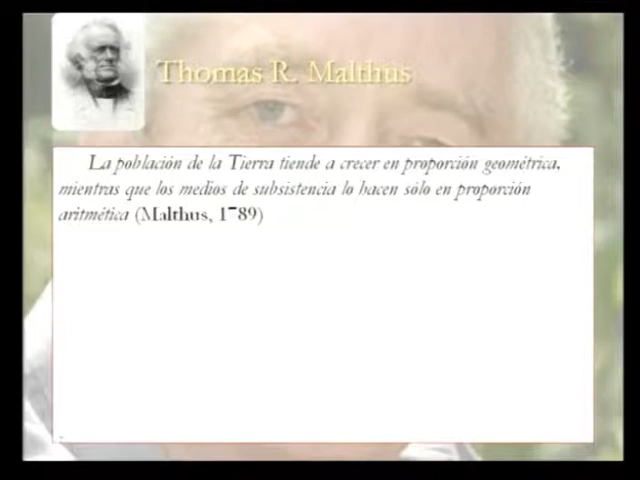 Thomas R. Malthus
La población de la Tierra tiende a crecer en proporción geométrica,
mientras que los medios de subsistencia lo hacen sólo en proporción
aritmética (Malthus, 1789)